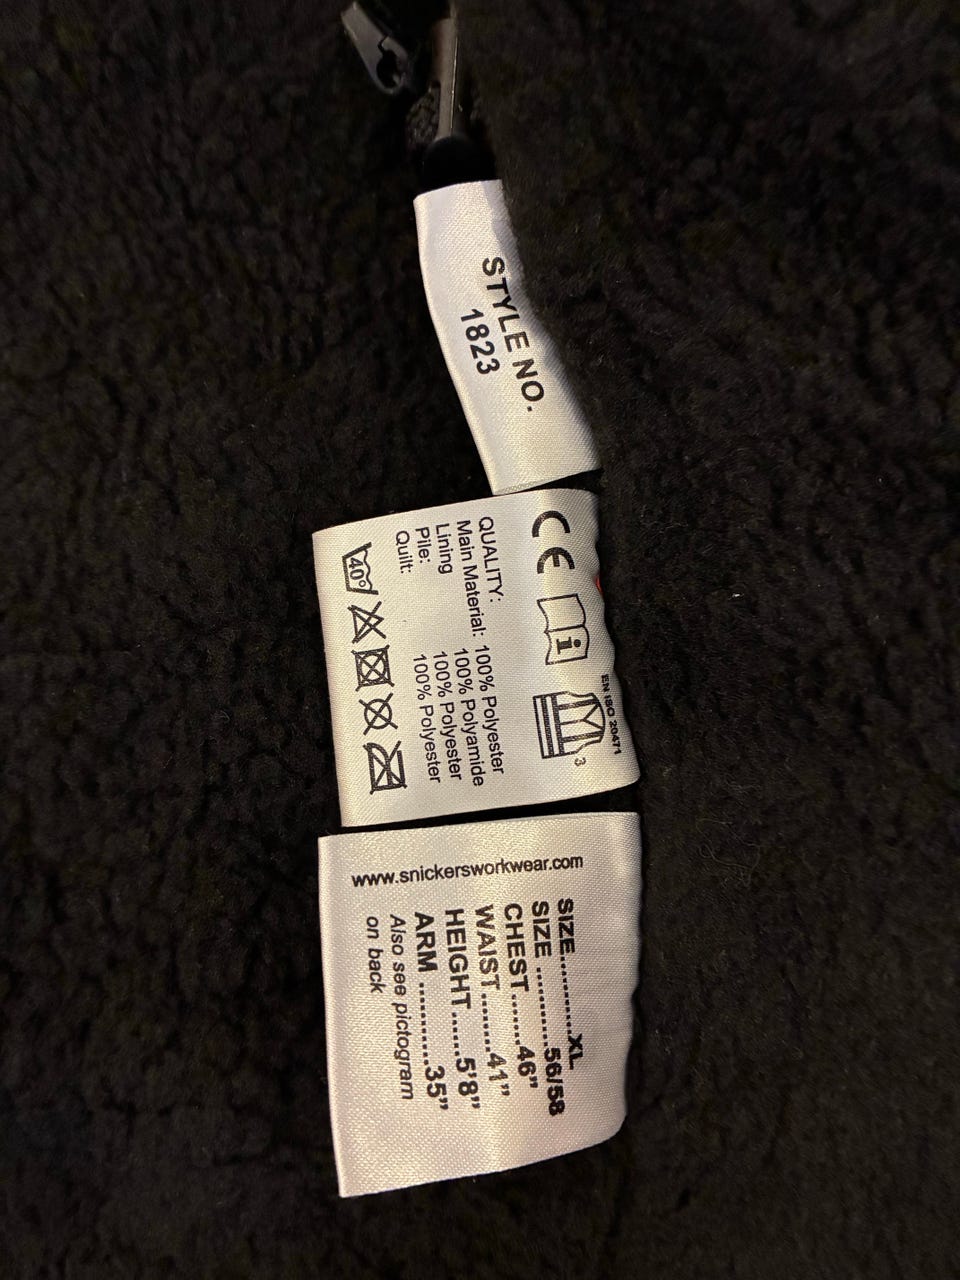 STYLE NO.
1823
CE
EN ISO 20471
3
QUALITY:
Main Material: 100% Polyester
Lining 100% Polyamide
Pile: 100% Polyester
Quilt: 100% Polyester
40°
www.snickersworkwear.com
SIZE............XL
SIZE ............56/58
CHEST........46”
WAIST.........41”
HEIGHT......5’8”
ARM ............35”
Also see pictogram
on back